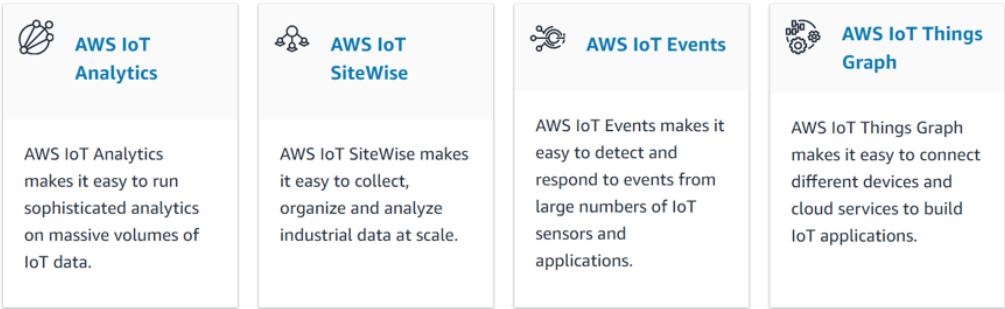 AWS IoT
Analytics
AWS IoT Analytics
makes it easy to run
sophisticated analytics
on massive volumes of
IoT data.
AWS IoT
SiteWise
AWS IoT SiteWise makes
it easy to collect,
organize and analyze
industrial data at scale.
AWS IoT Events
AWS IoT Events makes it
easy to detect and
respond to events from
large numbers of IoT
sensors and
applications.
AWS IoT Things
Graph
AWS IoT Things Graph
makes it easy to connect
different devices and
cloud services to build
IoT applications.